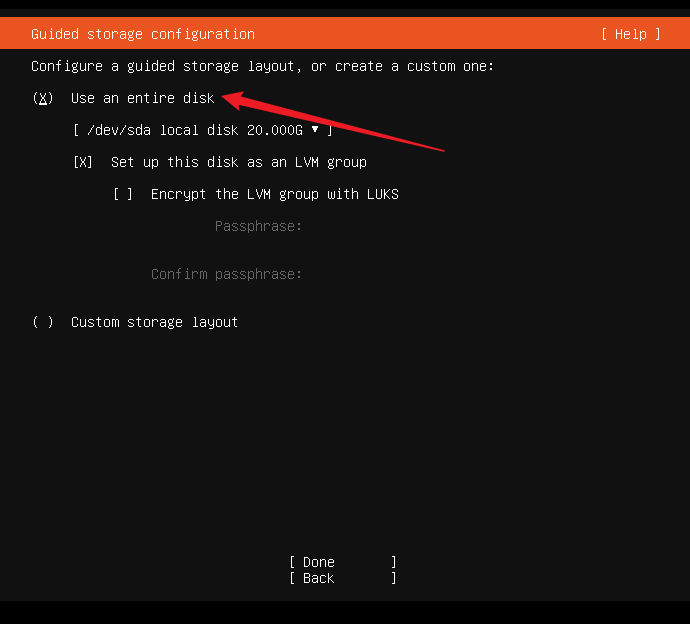 Guided storage configuration [ Help ]
Configure a guided storage layout, or create a custom one:
(X) Use an entire disk
[ /dev/sda local disk 20.000G ▾ ]
[X] Set up this disk as an LVM group
[ ] Encrypt the LVM group with LUKS
Passphrase:
Confirm passphrase:
( ) Custom storage layout
[ Done ]
[ Back ]